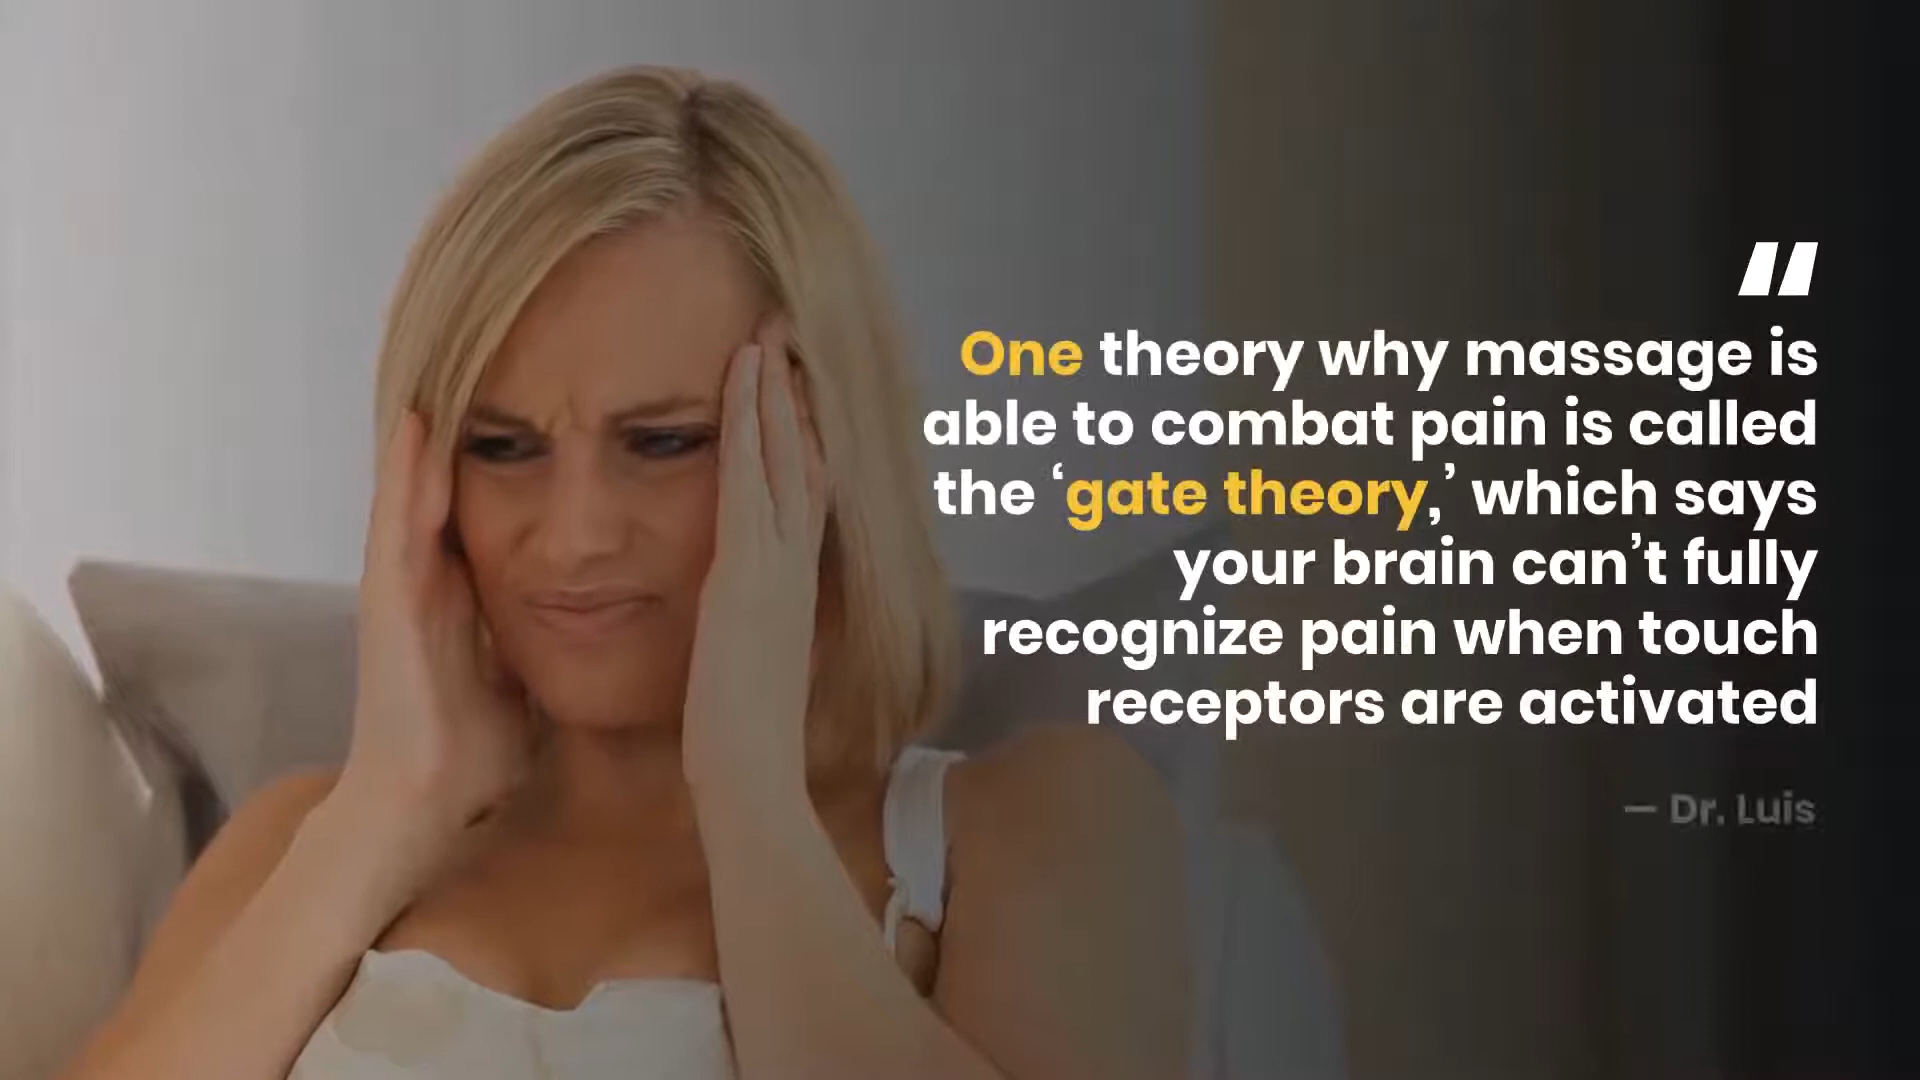 "
One theory why massage is
able to combat pain is called
the ‘gate theory,’ which says
your brain can’t fully
recognize pain when touch
receptors are activated
— Dr. Luis